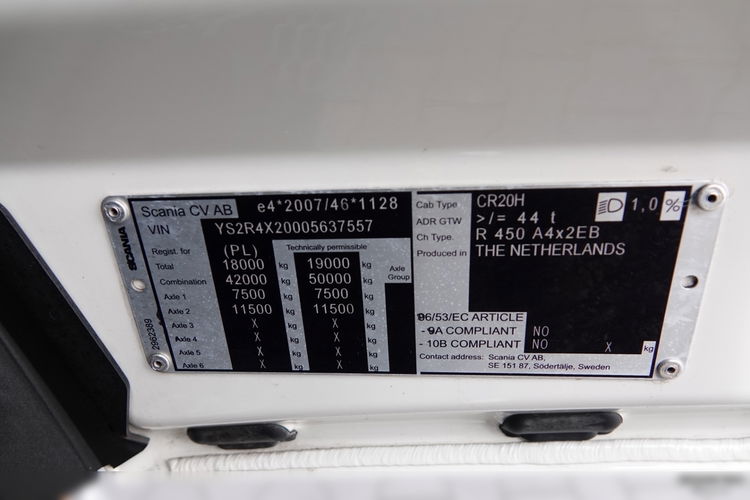 Scania CV AB e4*2007/46*1128
VIN YS2R4X20005637557
Regist. for (PL) Technically permissible
Total 18000 kg 19000 kg Axle Group
Combination 42000 kg 50000 kg
Axle 1 7500 kg 7500 kg
Axle 2 11500 kg 11500 kg
Axle 3 X kg X kg
Axle 4 X kg X kg
Axle 5 X kg X kg
Axle 6 X kg X kg
SCANIA
2962389
Cab Type CR20H 1,0 %
ADR GTW >/= 44 t
Ch Type. R 450 A4x2EB
Produced in THE NETHERLANDS
96/53/EC ARTICLE
- 9A COMPLIANT NO
- 10B COMPLIANT NO X kg
Contact address: Scania CV AB,
SE 151 87, Södertälje, Sweden